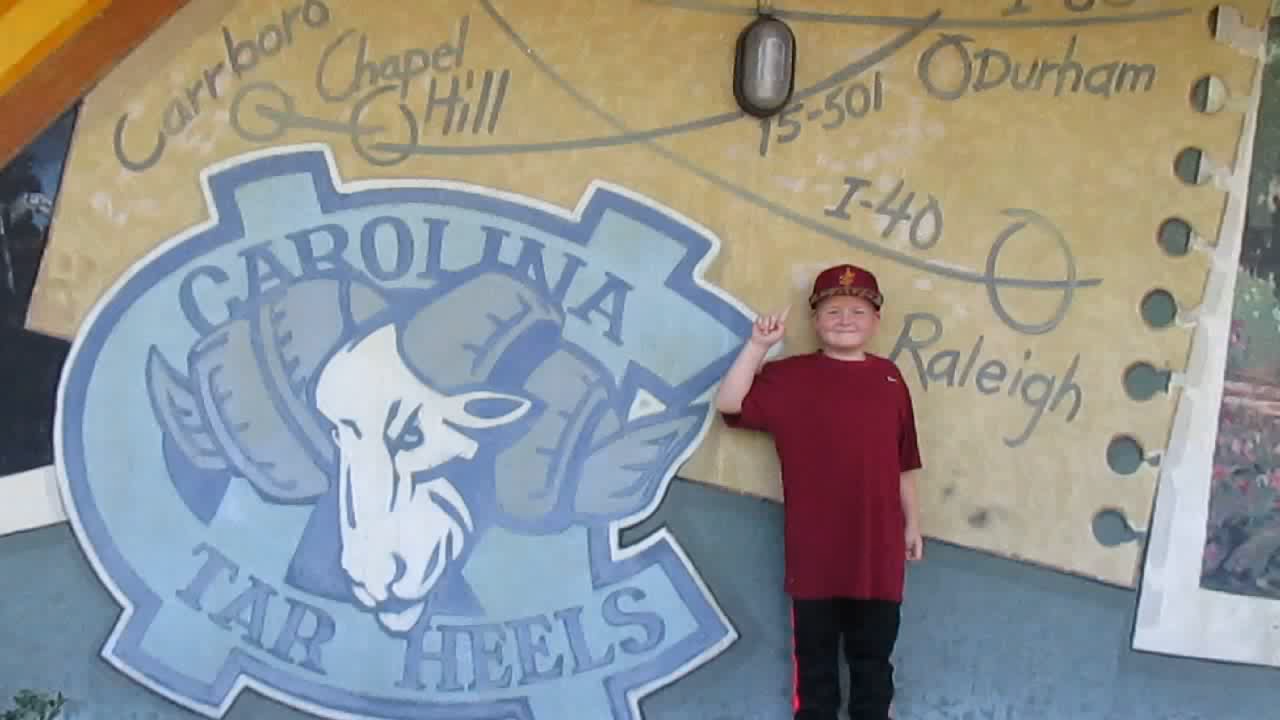 Carrboro
Chapel
Hill
15-501
Durham
I-40
Raleigh
CAROLINA
TAR HEELS